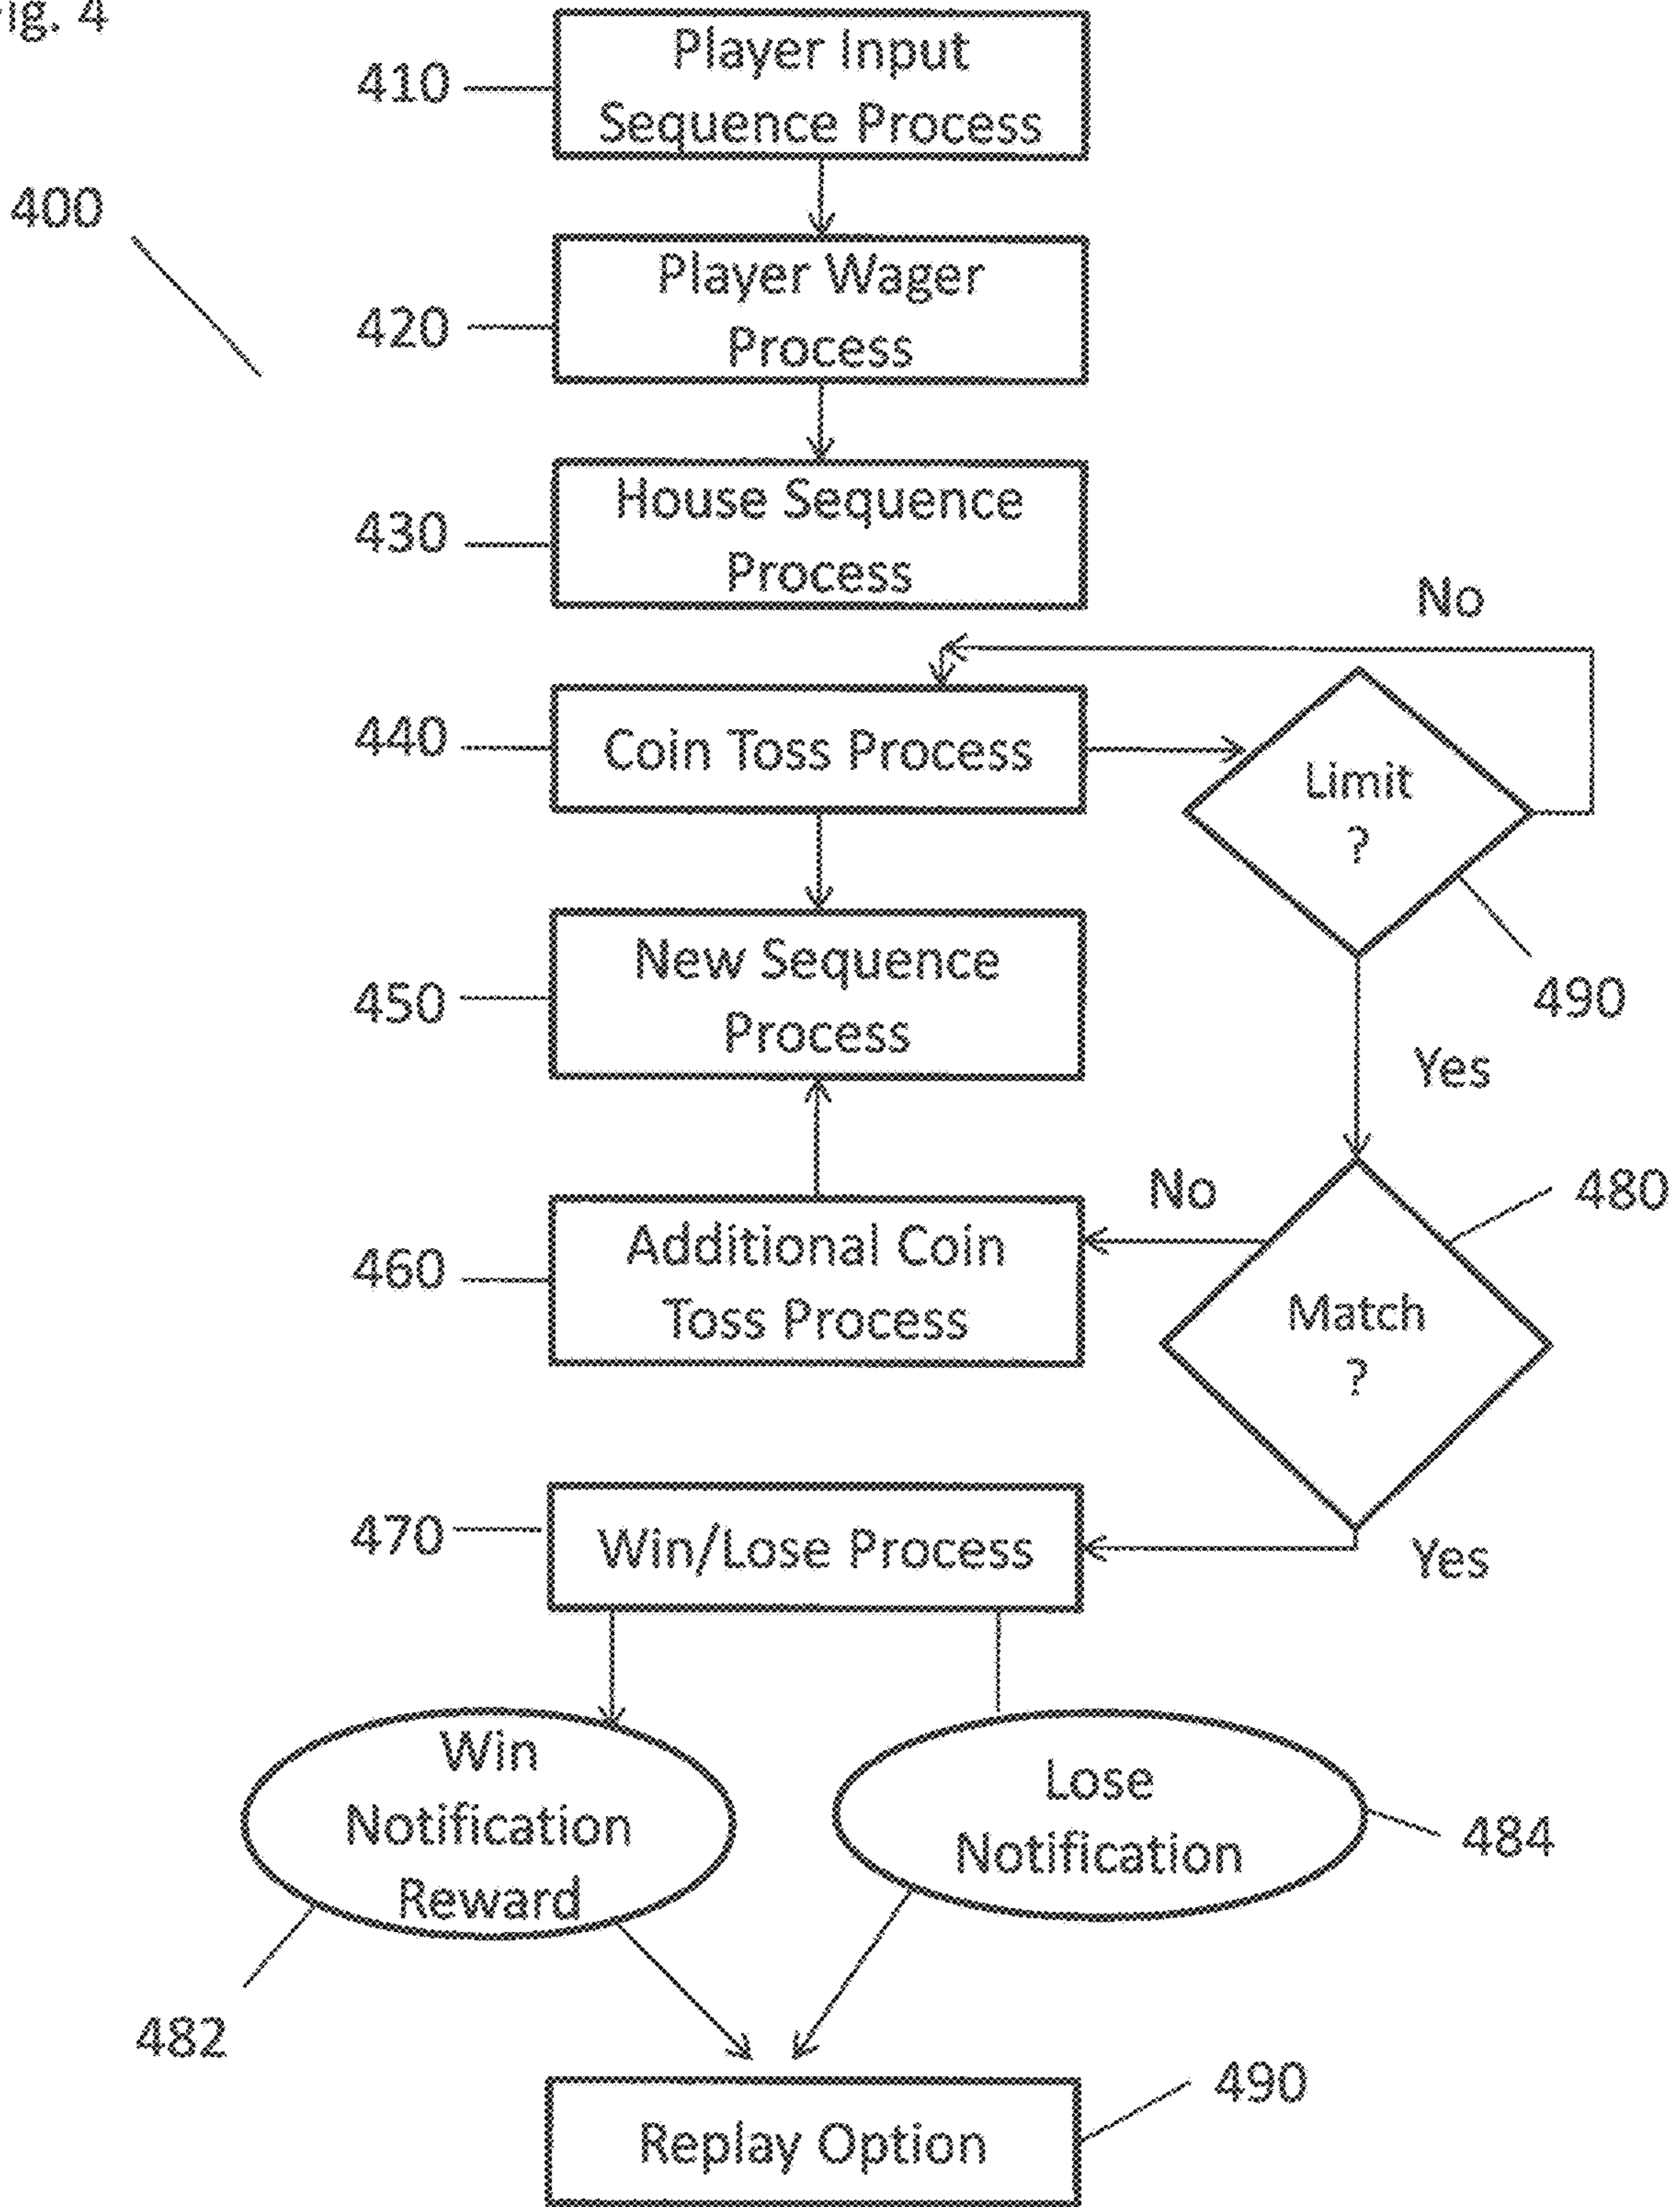 ig. 4
Player Input
Sequence Process
410
400
Player Wager
Process
420
House Sequence
Process
430
No
Coin Toss Process
440
Limit
?
490
New Sequence
Process
450
Yes
No
480
Additional Coin
Toss Process
460
Match
?
Win/Lose Process
470
Yes
Win
Notification
Reward
Lose
Notification
484
482
490
Replay Option